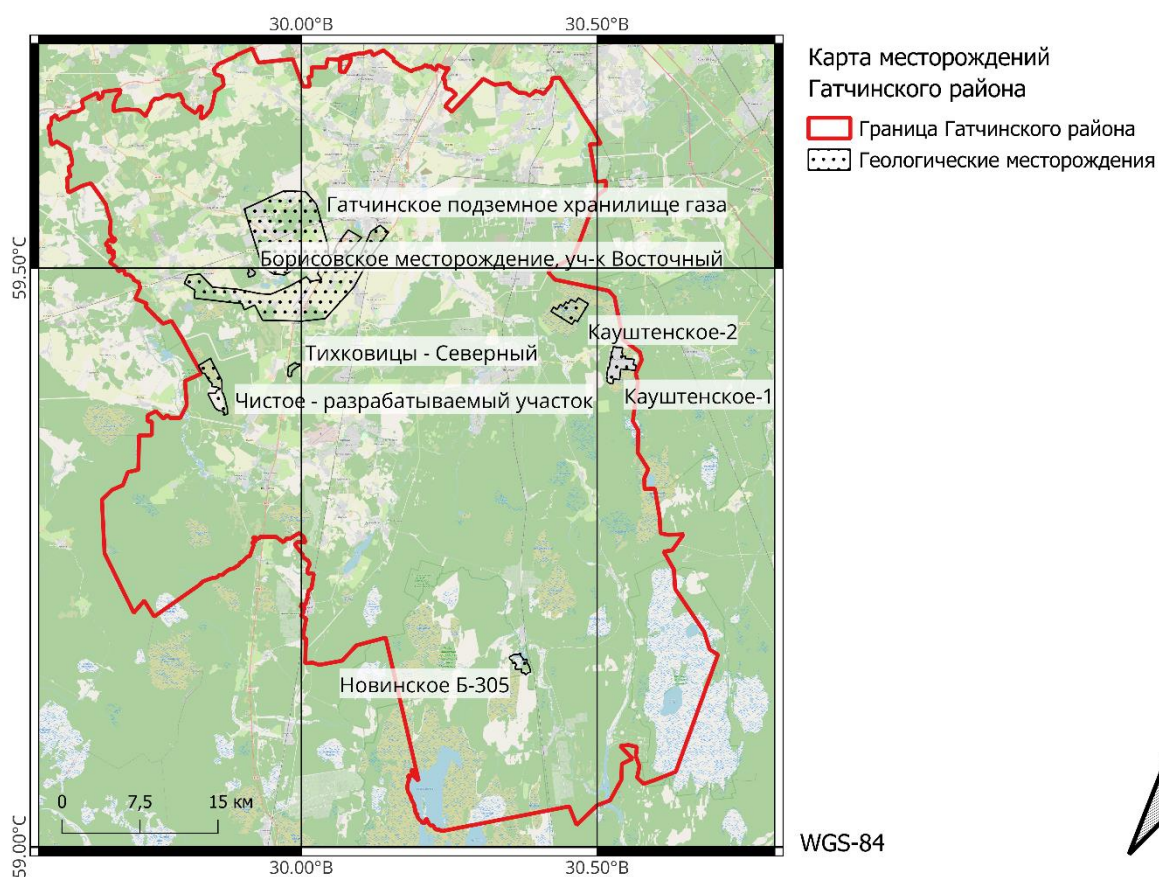 30.00°В
30.50°В
Карта месторождений
Гатчинского района
Граница Гатчинского района
Геологические месторождения
Гатчинское подземное хранилище газа
59.50°С
Борисовское месторождение, уч-к Восточный
Кауштенское-2
Тихковицы - Северный
Чистое - разрабатываемый участок
Кауштенское-1
Новинское Б-305
0
7,5
15 км
59.00°С
WGS-84
30.00°В
30.50°В